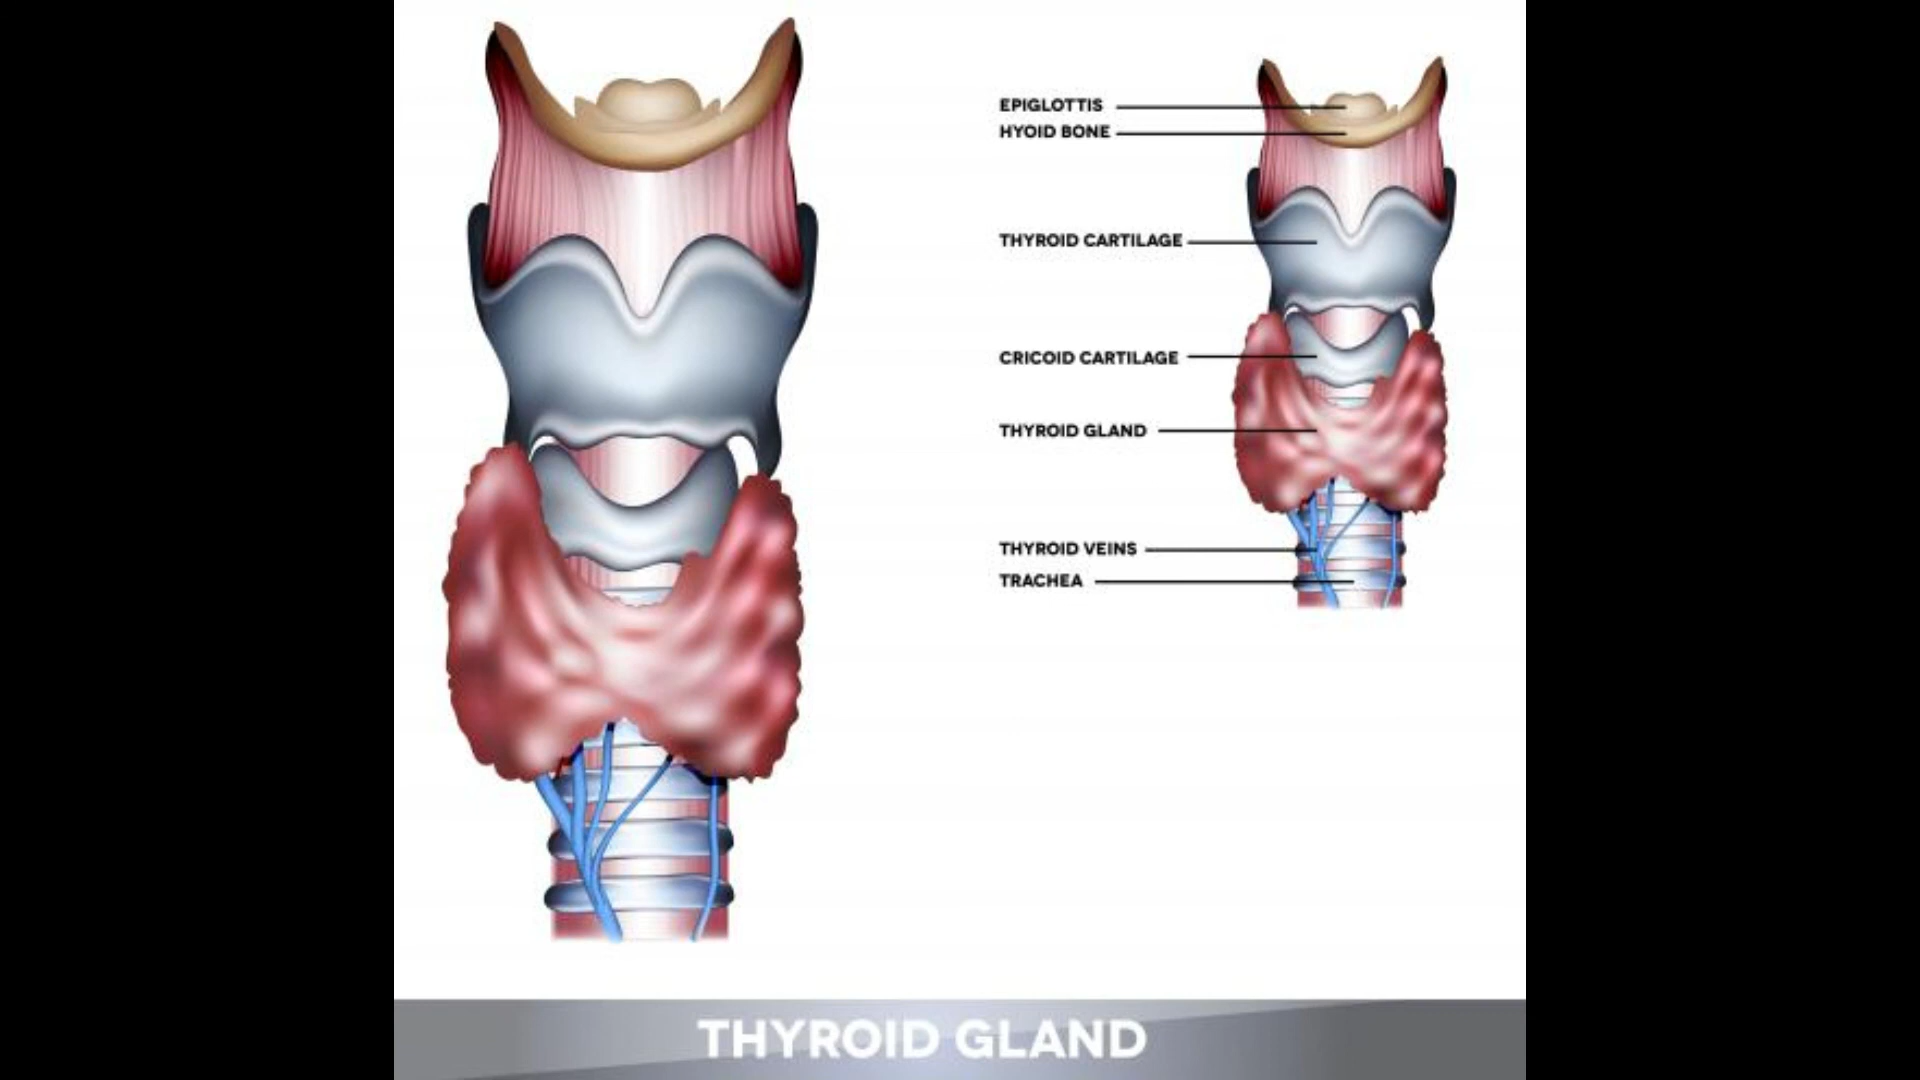 EPIGLOTTIS
HYOID BONE
THYROID CARTILAGE
CRICOID CARTILAGE
THYROID GLAND
THYROID VEINS
TRACHEA
THYROID GLAND